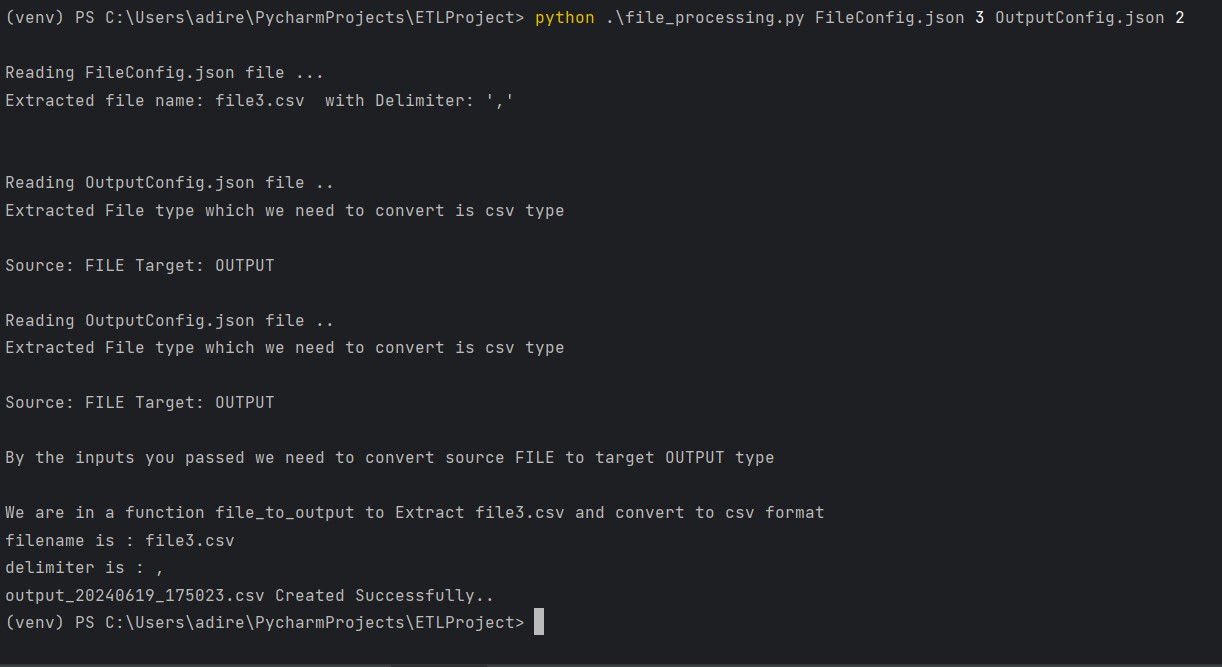 (venv) PS C:\Users\adire\PycharmProjects\ETLProject> python .\file_processing.py FileConfig.json 3 OutputConfig.json 2
Reading FileConfig.json file ...
Extracted file name: file3.csv  with Delimiter: ','
Reading OutputConfig.json file ..
Extracted File type which we need to convert is csv type
Source: FILE Target: OUTPUT
Reading OutputConfig.json file ..
Extracted File type which we need to convert is csv type
Source: FILE Target: OUTPUT
By the inputs you passed we need to convert source FILE to target OUTPUT type
We are in a function file_to_output to Extract file3.csv and convert to csv format
filename is : file3.csv
delimiter is : ,
output_20240619_175023.csv Created Successfully..
(venv) PS C:\Users\adire\PycharmProjects\ETLProject>